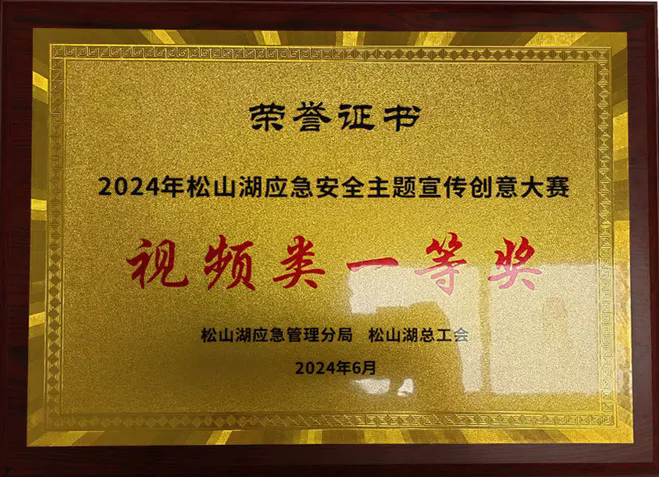 荣誉证书
2024年松山湖应急安全主题宣传创意大赛
视频类一等奖
松山湖应急管理分局 松山湖总工会
2024年6月